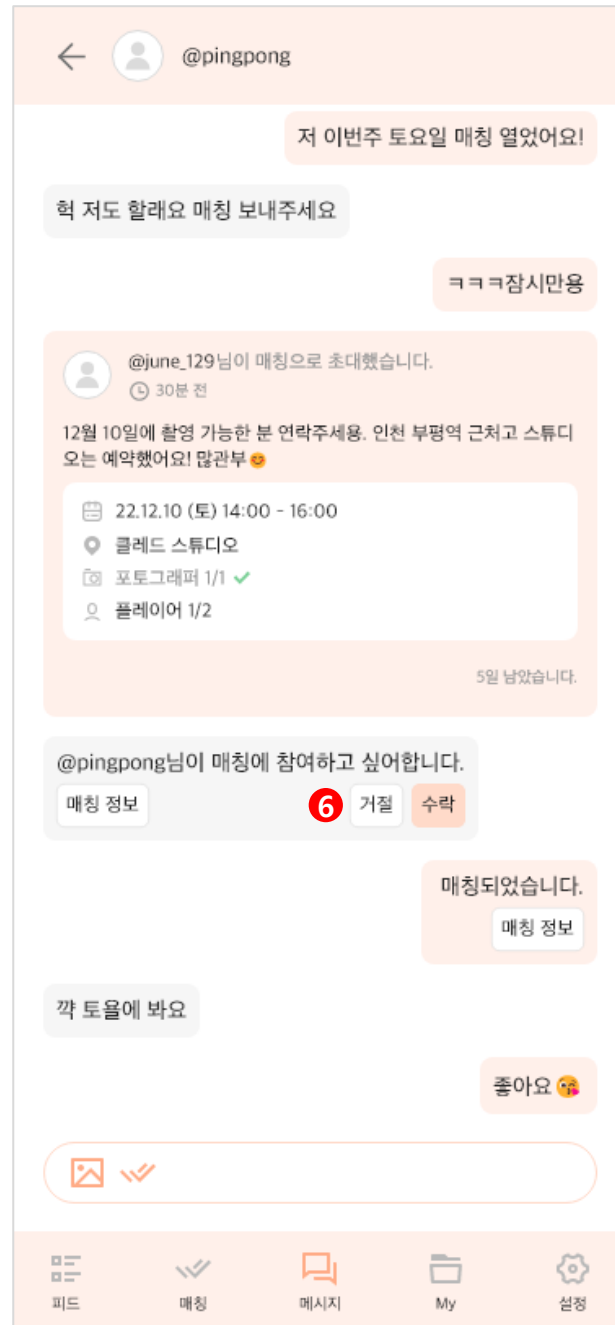 @pingpong
저 이번주 토요일 매칭 열었어요!
헉 저도 할래요 매칭 보내주세요
ㅋㅋㅋ잠시만용
@june_129님이 매칭으로 초대했습니다.
30분 전
12월 10일에 촬영 가능한 분 연락주세용. 인천 부평역 근처고 스튜디
오는 예약했어요! 많관부😊
22.12.10 (토) 14:00 - 16:00
클레드 스튜디오
포토그래퍼 1/1
플레이어 1/2
5일 남았습니다.
@pingpong님이 매칭에 참여하고 싶어합니다.
매칭 정보 6 거절 수락
매칭되었습니다.
매칭 정보
꺅 토욜에 봐요
좋아요😘
피드 매칭 메시지 My 설정